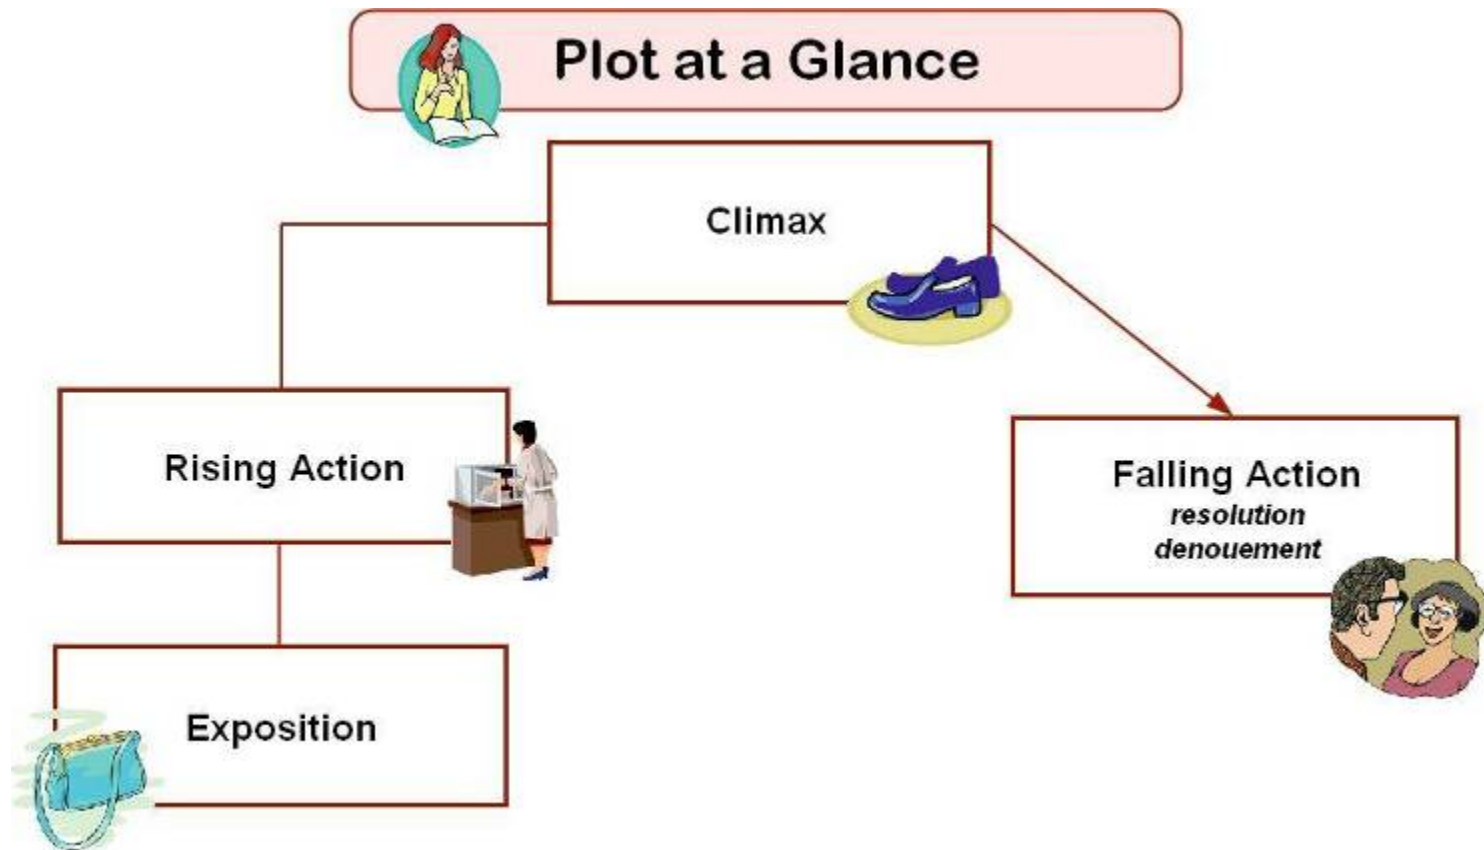 Plot at a Glance
Climax
Rising Action
Falling Action
resolution
denouement
Exposition